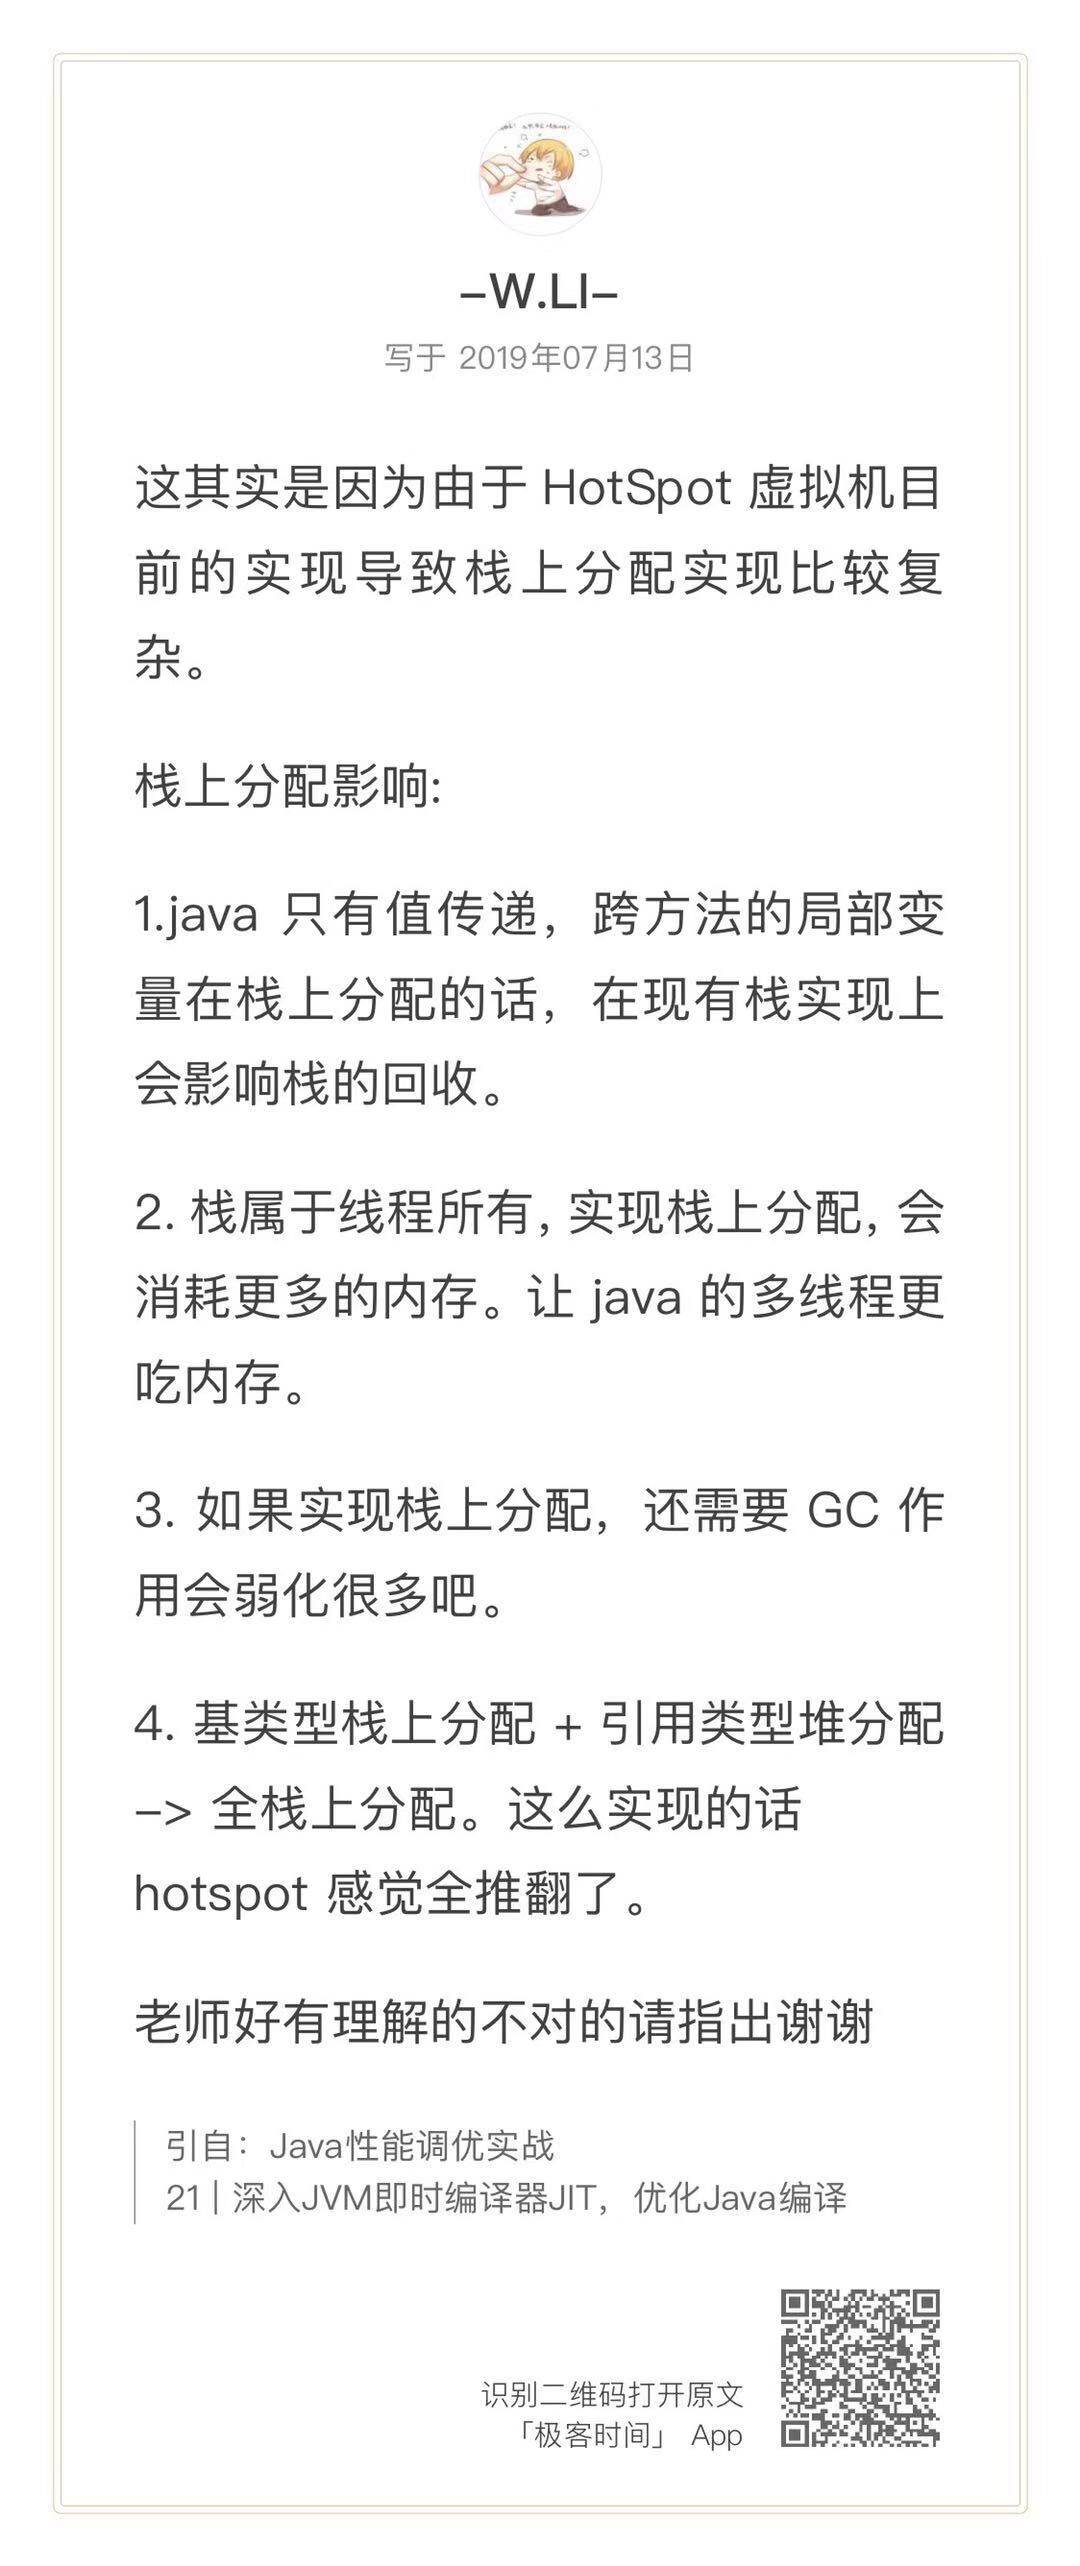 –W.LI–
写于 2019年07月13日
这其实是因为由于 HotSpot 虚拟机目
前的实现导致栈上分配实现比较复
杂。
栈上分配影响:
1.java 只有值传递，跨方法的局部变
量在栈上分配的话，在现有栈实现上
会影响栈的回收。
2. 栈属于线程所有, 实现栈上分配, 会
消耗更多的内存。让 java 的多线程更
吃内存。
3. 如果实现栈上分配，还需要 GC 作
用会弱化很多吧。
4. 基类型栈上分配 + 引用类型堆分配
–> 全栈上分配。这么实现的话
hotspot 感觉全推翻了。
老师好有理解的不对的请指出谢谢
引自：Java性能调优实战
21 | 深入JVM即时编译器JIT，优化Java编译
识别二维码打开原文
「极客时间」 App